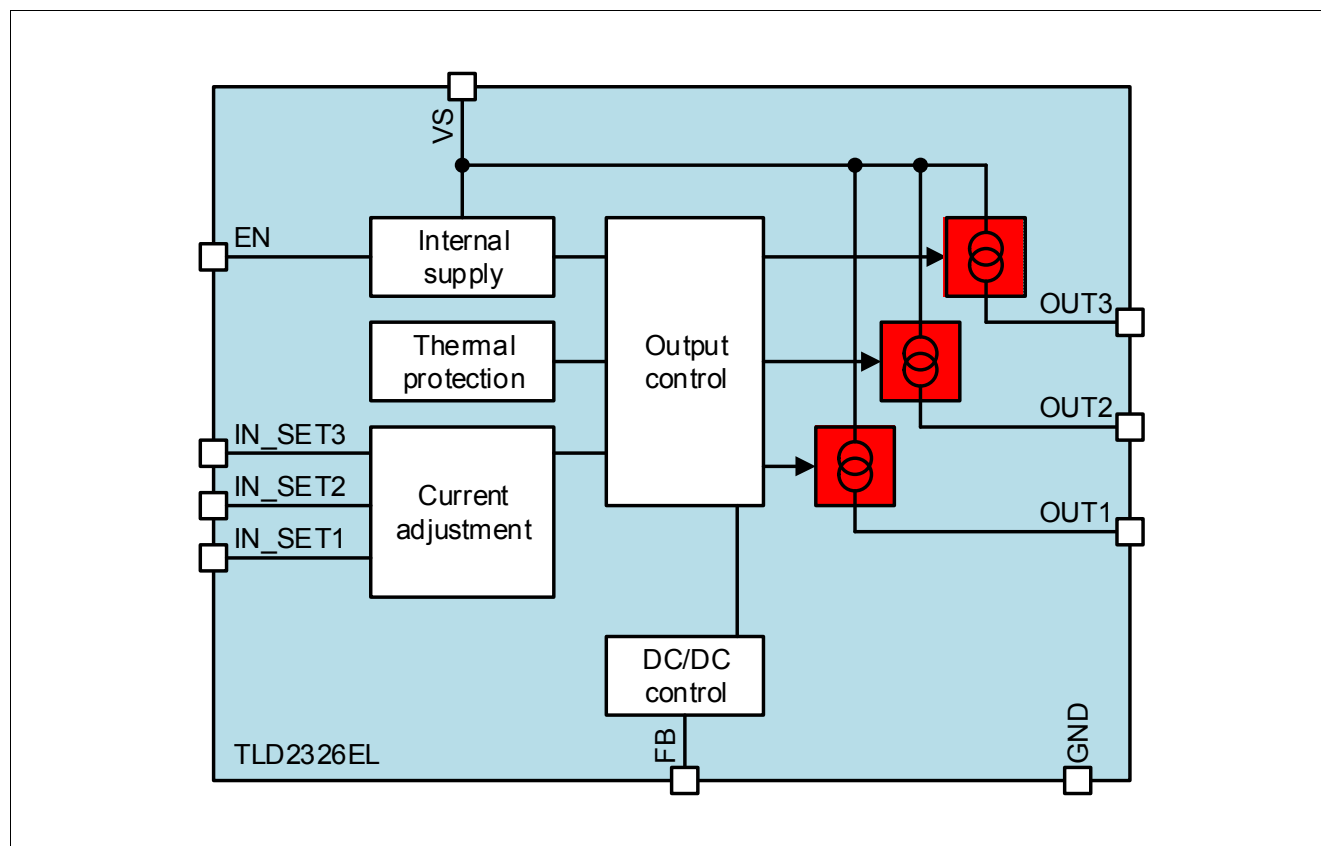 VS
EN
Internal
supply
OUT3
Thermal
protection
Output
control
OUT2
IN_SET3
IN_SET2
IN_SET1
Current
adjustment
OUT1
DC/DC
control
FB
GND
TLD2326EL